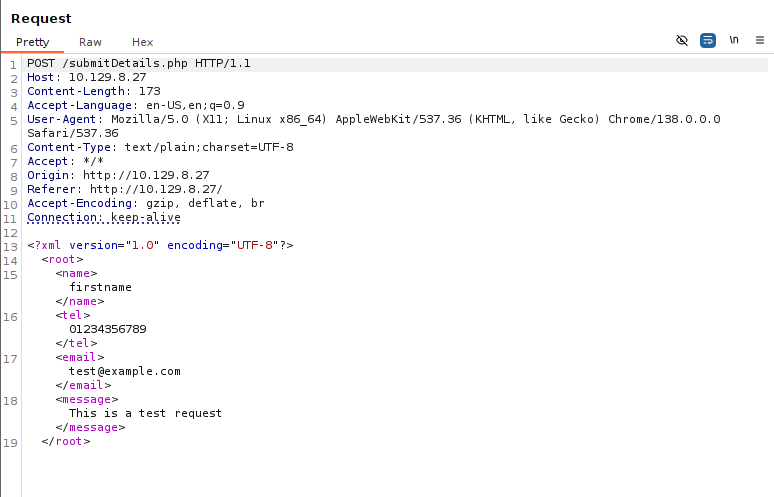 Request
Pretty Raw Hex \n
1 POST /submitDetails.php HTTP/1.1
2 Host: 10.129.8.27
3 Content-Length: 173
4 Accept-Language: en-US,en;q=0.9
5 User-Agent: Mozilla/5.0 (X11; Linux x86_64) AppleWebKit/537.36 (KHTML, like Gecko) Chrome/138.0.0.0
Safari/537.36
6 Content-Type: text/plain;charset=UTF-8
7 Accept: */*
8 Origin: http://10.129.8.27
9 Referer: http://10.129.8.27/
10 Accept-Encoding: gzip, deflate, br
11 Connection: keep-alive
12
13 <?xml version="1.0" encoding="UTF-8"?>
14 <root>
15 <name>
firstname
</name>
16 <tel>
01234356789
</tel>
17 <email>
test@example.com
</email>
18 <message>
This is a test request
</message>
19 </root>